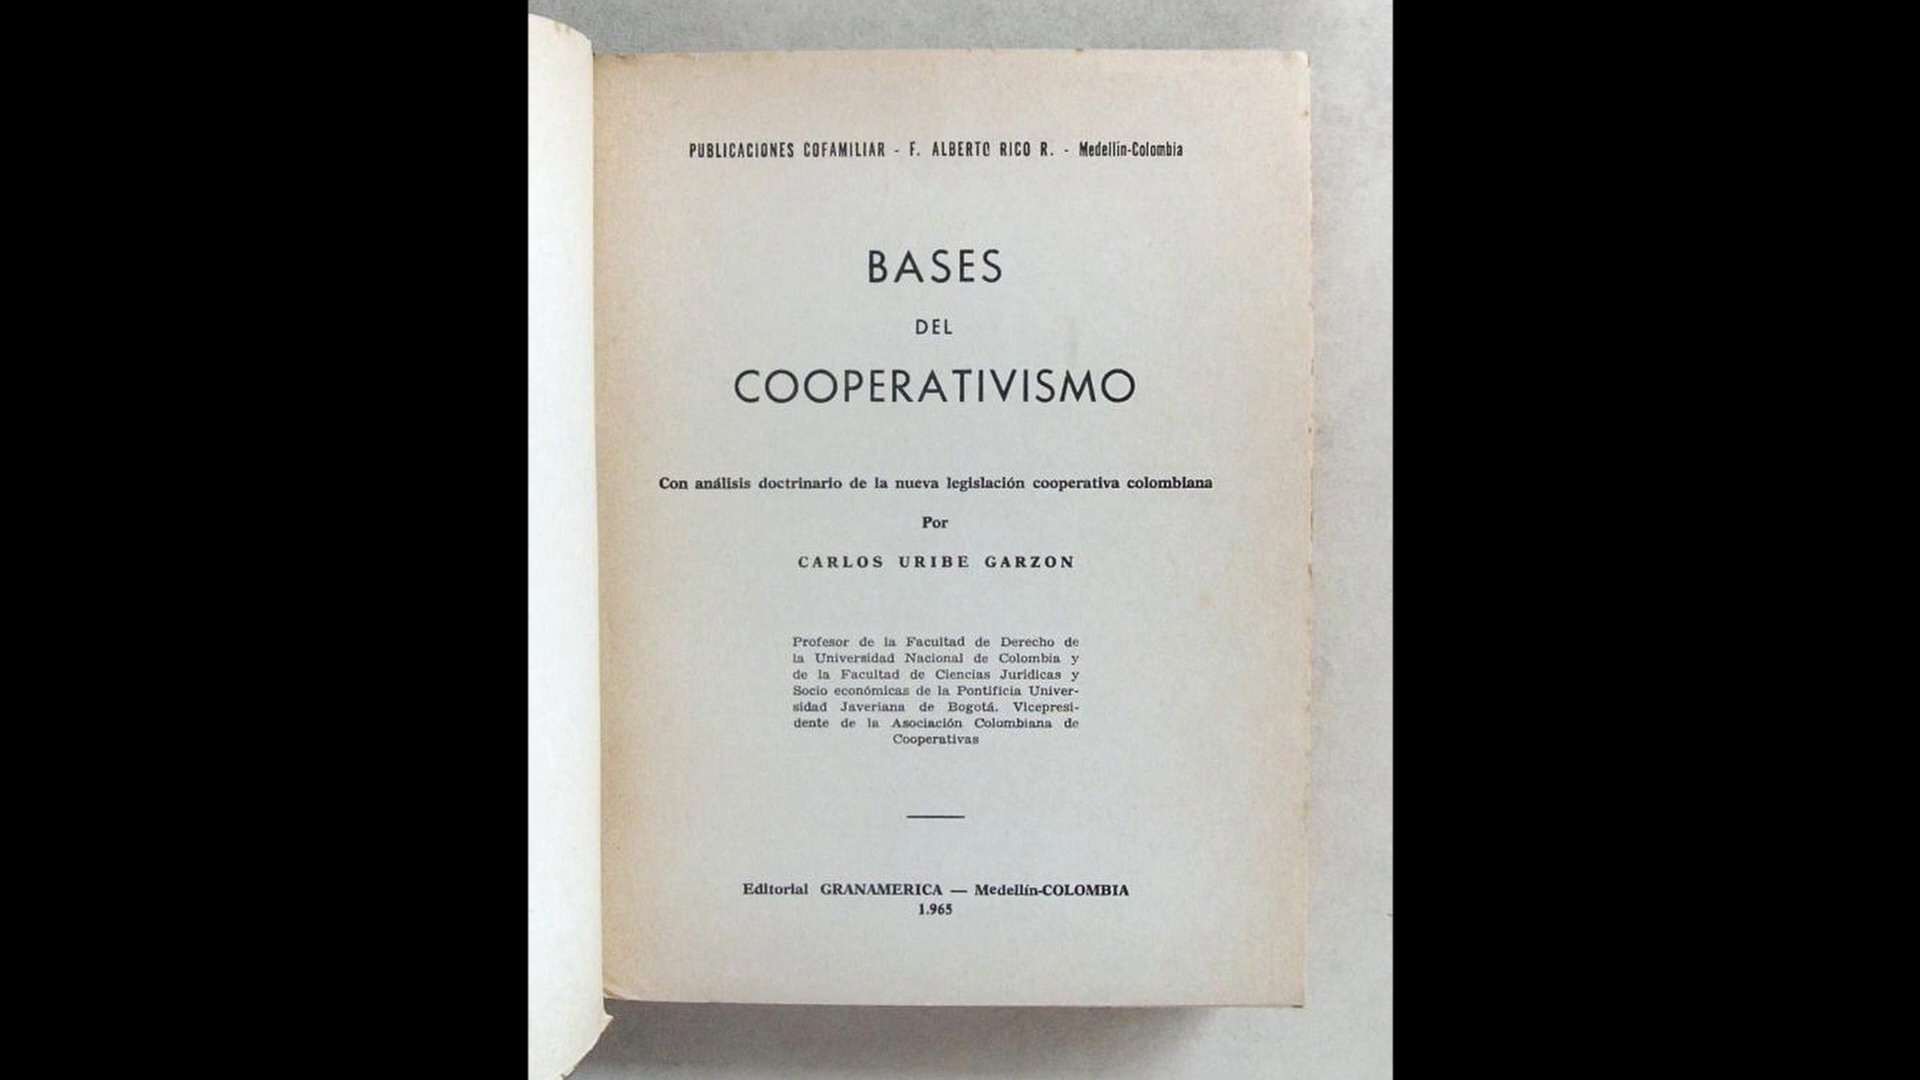 PUBLICACIONES COFAMILIAR - F. ALBERTO RICO R. - Medellín-Colombia
BASES
DEL
COOPERATIVISMO
Con análisis doctrinario de la nueva legislación cooperativa colombiana
Por
CARLOS URIBE GARZON
Profesor de la Facultad de Derecho de
la Universidad Nacional de Colombia y
de la Facultad de Ciencias Jurídicas y
Socio económicas de la Pontificia Univer-
sidad Javeriana de Bogotá. Vicepresi-
dente de la Asociación Colombiana de
Cooperativas
Editorial GRANAMERICA — Medellín-COLOMBIA
1.965